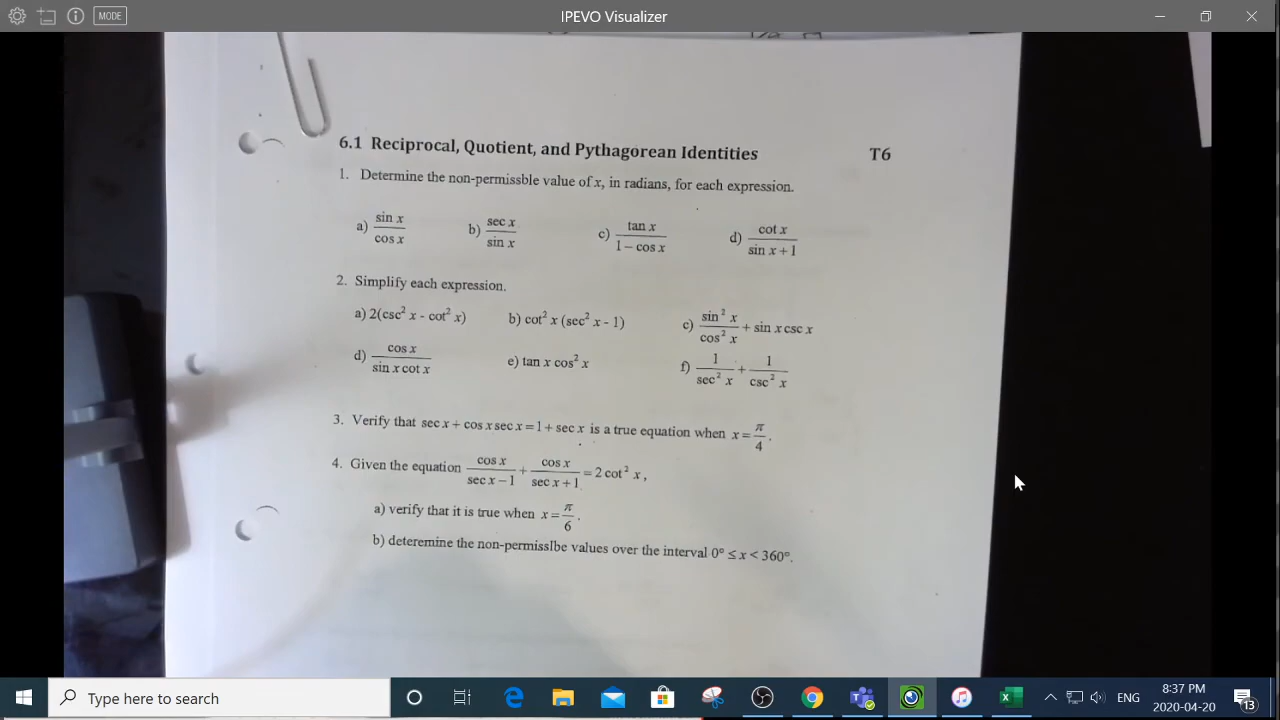 MODE
IPEVO Visualizer
6.1 Reciprocal, Quotient, and Pythagorean Identities T6
1. Determine the non-permissble value of x, in radians, for each expression.
a) sin x / cos x b) sec x / sin x c) tan x / 1 − cos x d) cot x / sin x + 1
2. Simplify each expression.
a) 2(csc² x - cot² x) b) cot² x (sec² x - 1) c) sin² x / cos² x + sin x csc x
d) cos x / sin x cot x e) tan x cos² x f) 1 / sec² x + 1 / csc² x
3. Verify that sec x + cos x sec x = 1 + sec x is a true equation when x = π/4.
4. Given the equation cos x / sec x − 1 + cos x / sec x + 1 = 2 cot² x,
a) verify that it is true when x = π/6.
b) deteremine the non-permisslbe values over the interval 0° ≤ x < 360°.
Type here to search
ENG
8:37 PM
2020-04-20
13